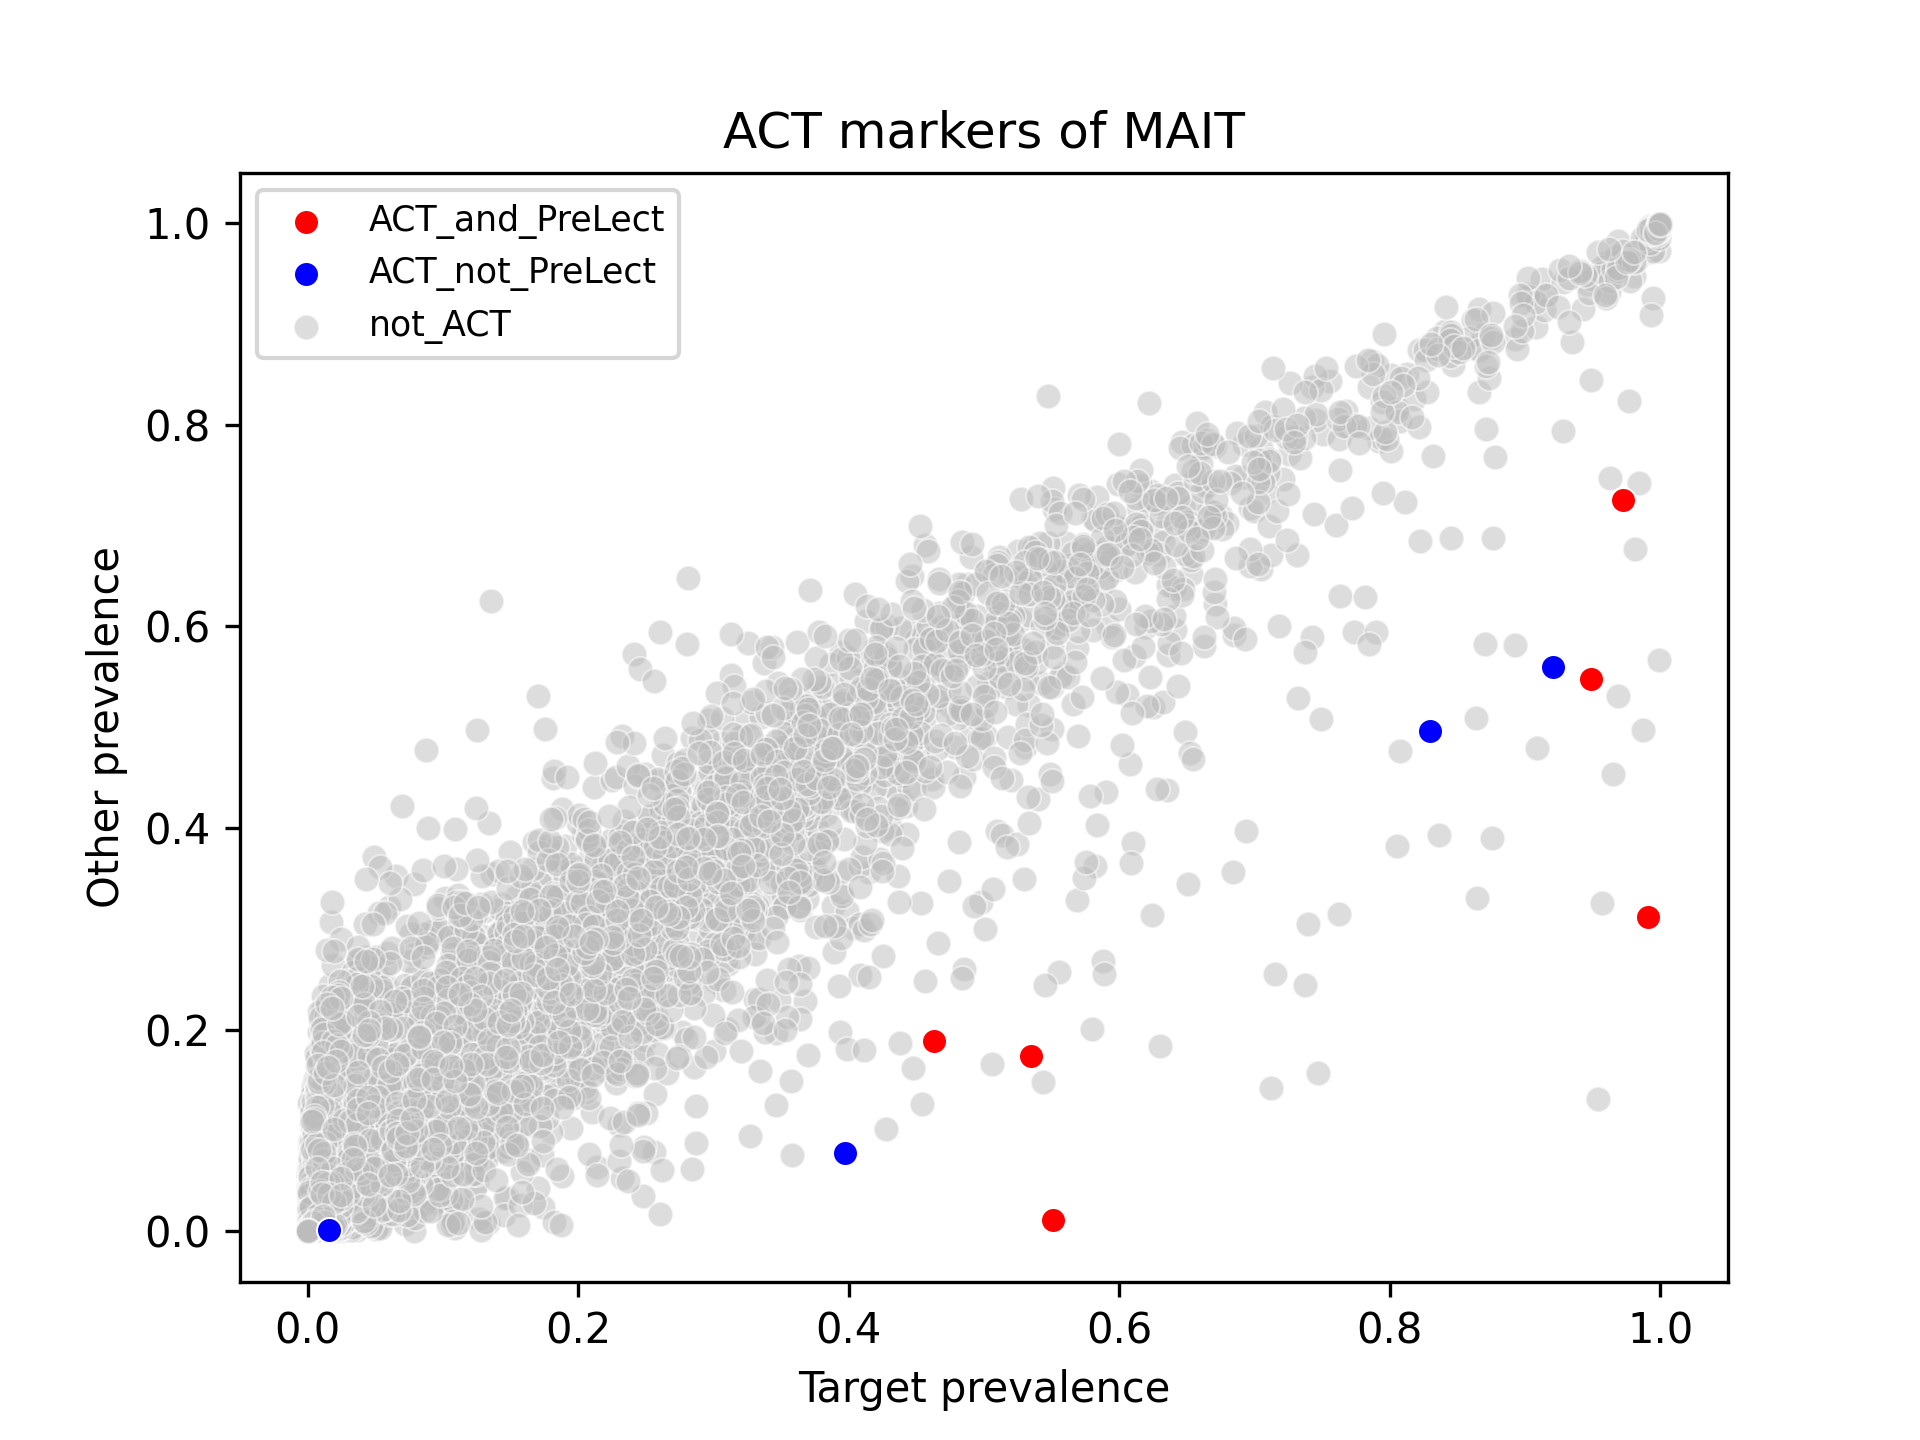 ACT markers of MAIT
ACT_and_PreLect
ACT_not_PreLect
not_ACT
Other prevalence
1.0
0.8
0.6
0.4
0.2
0.0
0.0 0.2 0.4 0.6 0.8 1.0
Target prevalence